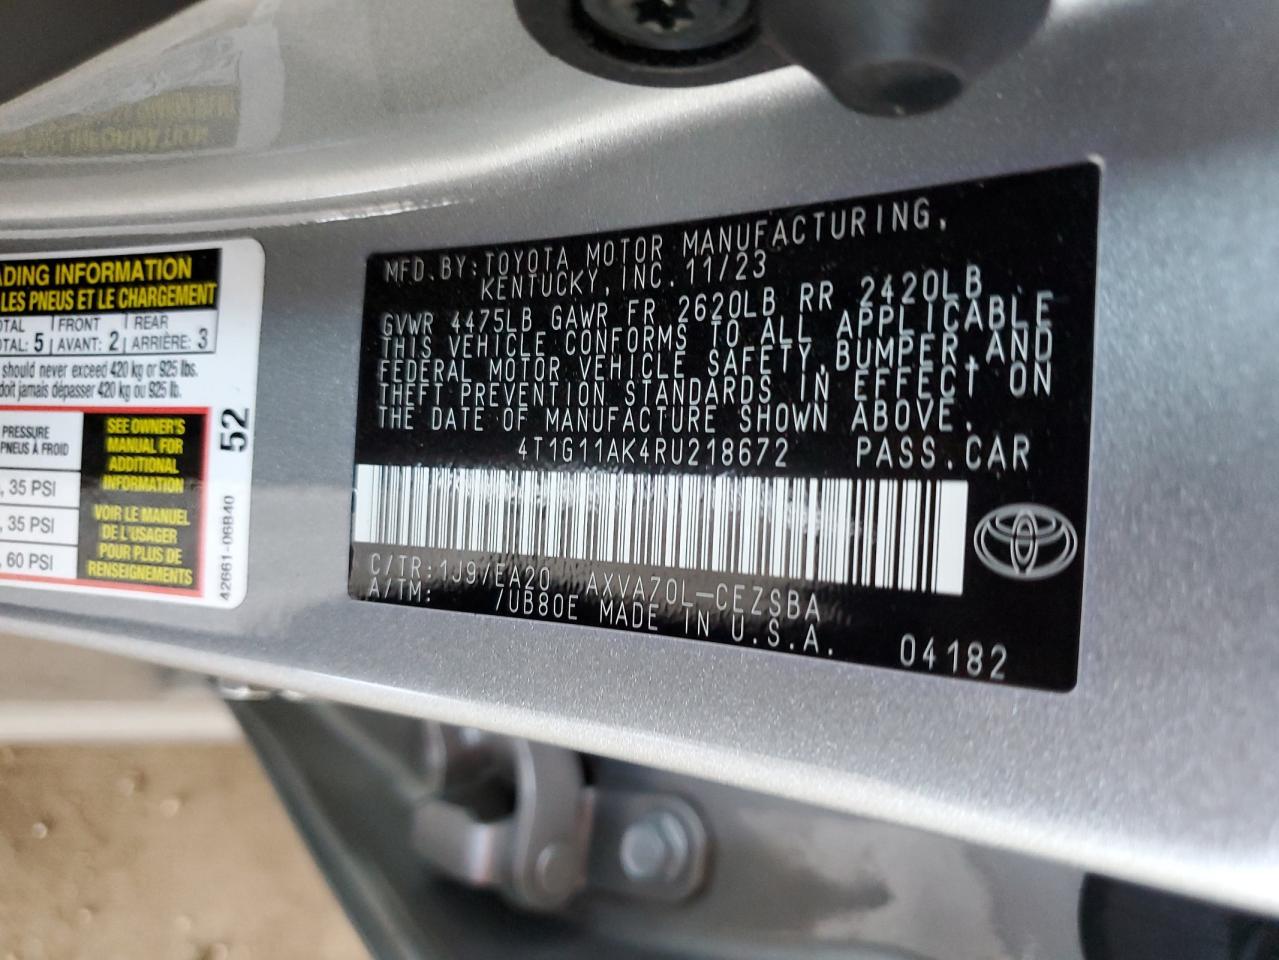 MFD.BY:TOYOTA MOTOR MANUFACTURING,
KENTUCKY, INC. 11/23
GVWR 4475LB GAWR FR 2620LB RR 2420LB
THIS VEHICLE CONFORMS TO ALL APPLICABLE
FEDERAL MOTOR VEHICLE SAFETY,BUMPER,AND
THEFT PREVENTION STANDARDS IN EFFECT ON
THE DATE OF MANUFACTURE SHOWN ABOVE.
4T1G11AK4RU218672 PASS.CAR
C/TR:1J9/EA20 AXVA70L-CEZSBA
A/TM: /UB80E MADE IN U.S.A.
04182
ADING INFORMATION
LES PNEUS ET LE CHARGEMENT
OTAL FRONT REAR
TAL: 5 AVANT: 2 ARRIÈRE: 3
should never exceed 420 kg or 925 lbs.
doit jamais dépasser 420 kg ou 925 lb.
PRESSURE
PNEUS À FROID
, 35 PSI
, 35 PSI
, 60 PSI
SEE OWNER'S
MANUAL FOR
ADDITIONAL
INFORMATION
VOIR LE MANUEL
DE L'USAGER
POUR PLUS DE
RENSEIGNEMENTS
52
42661-06B40